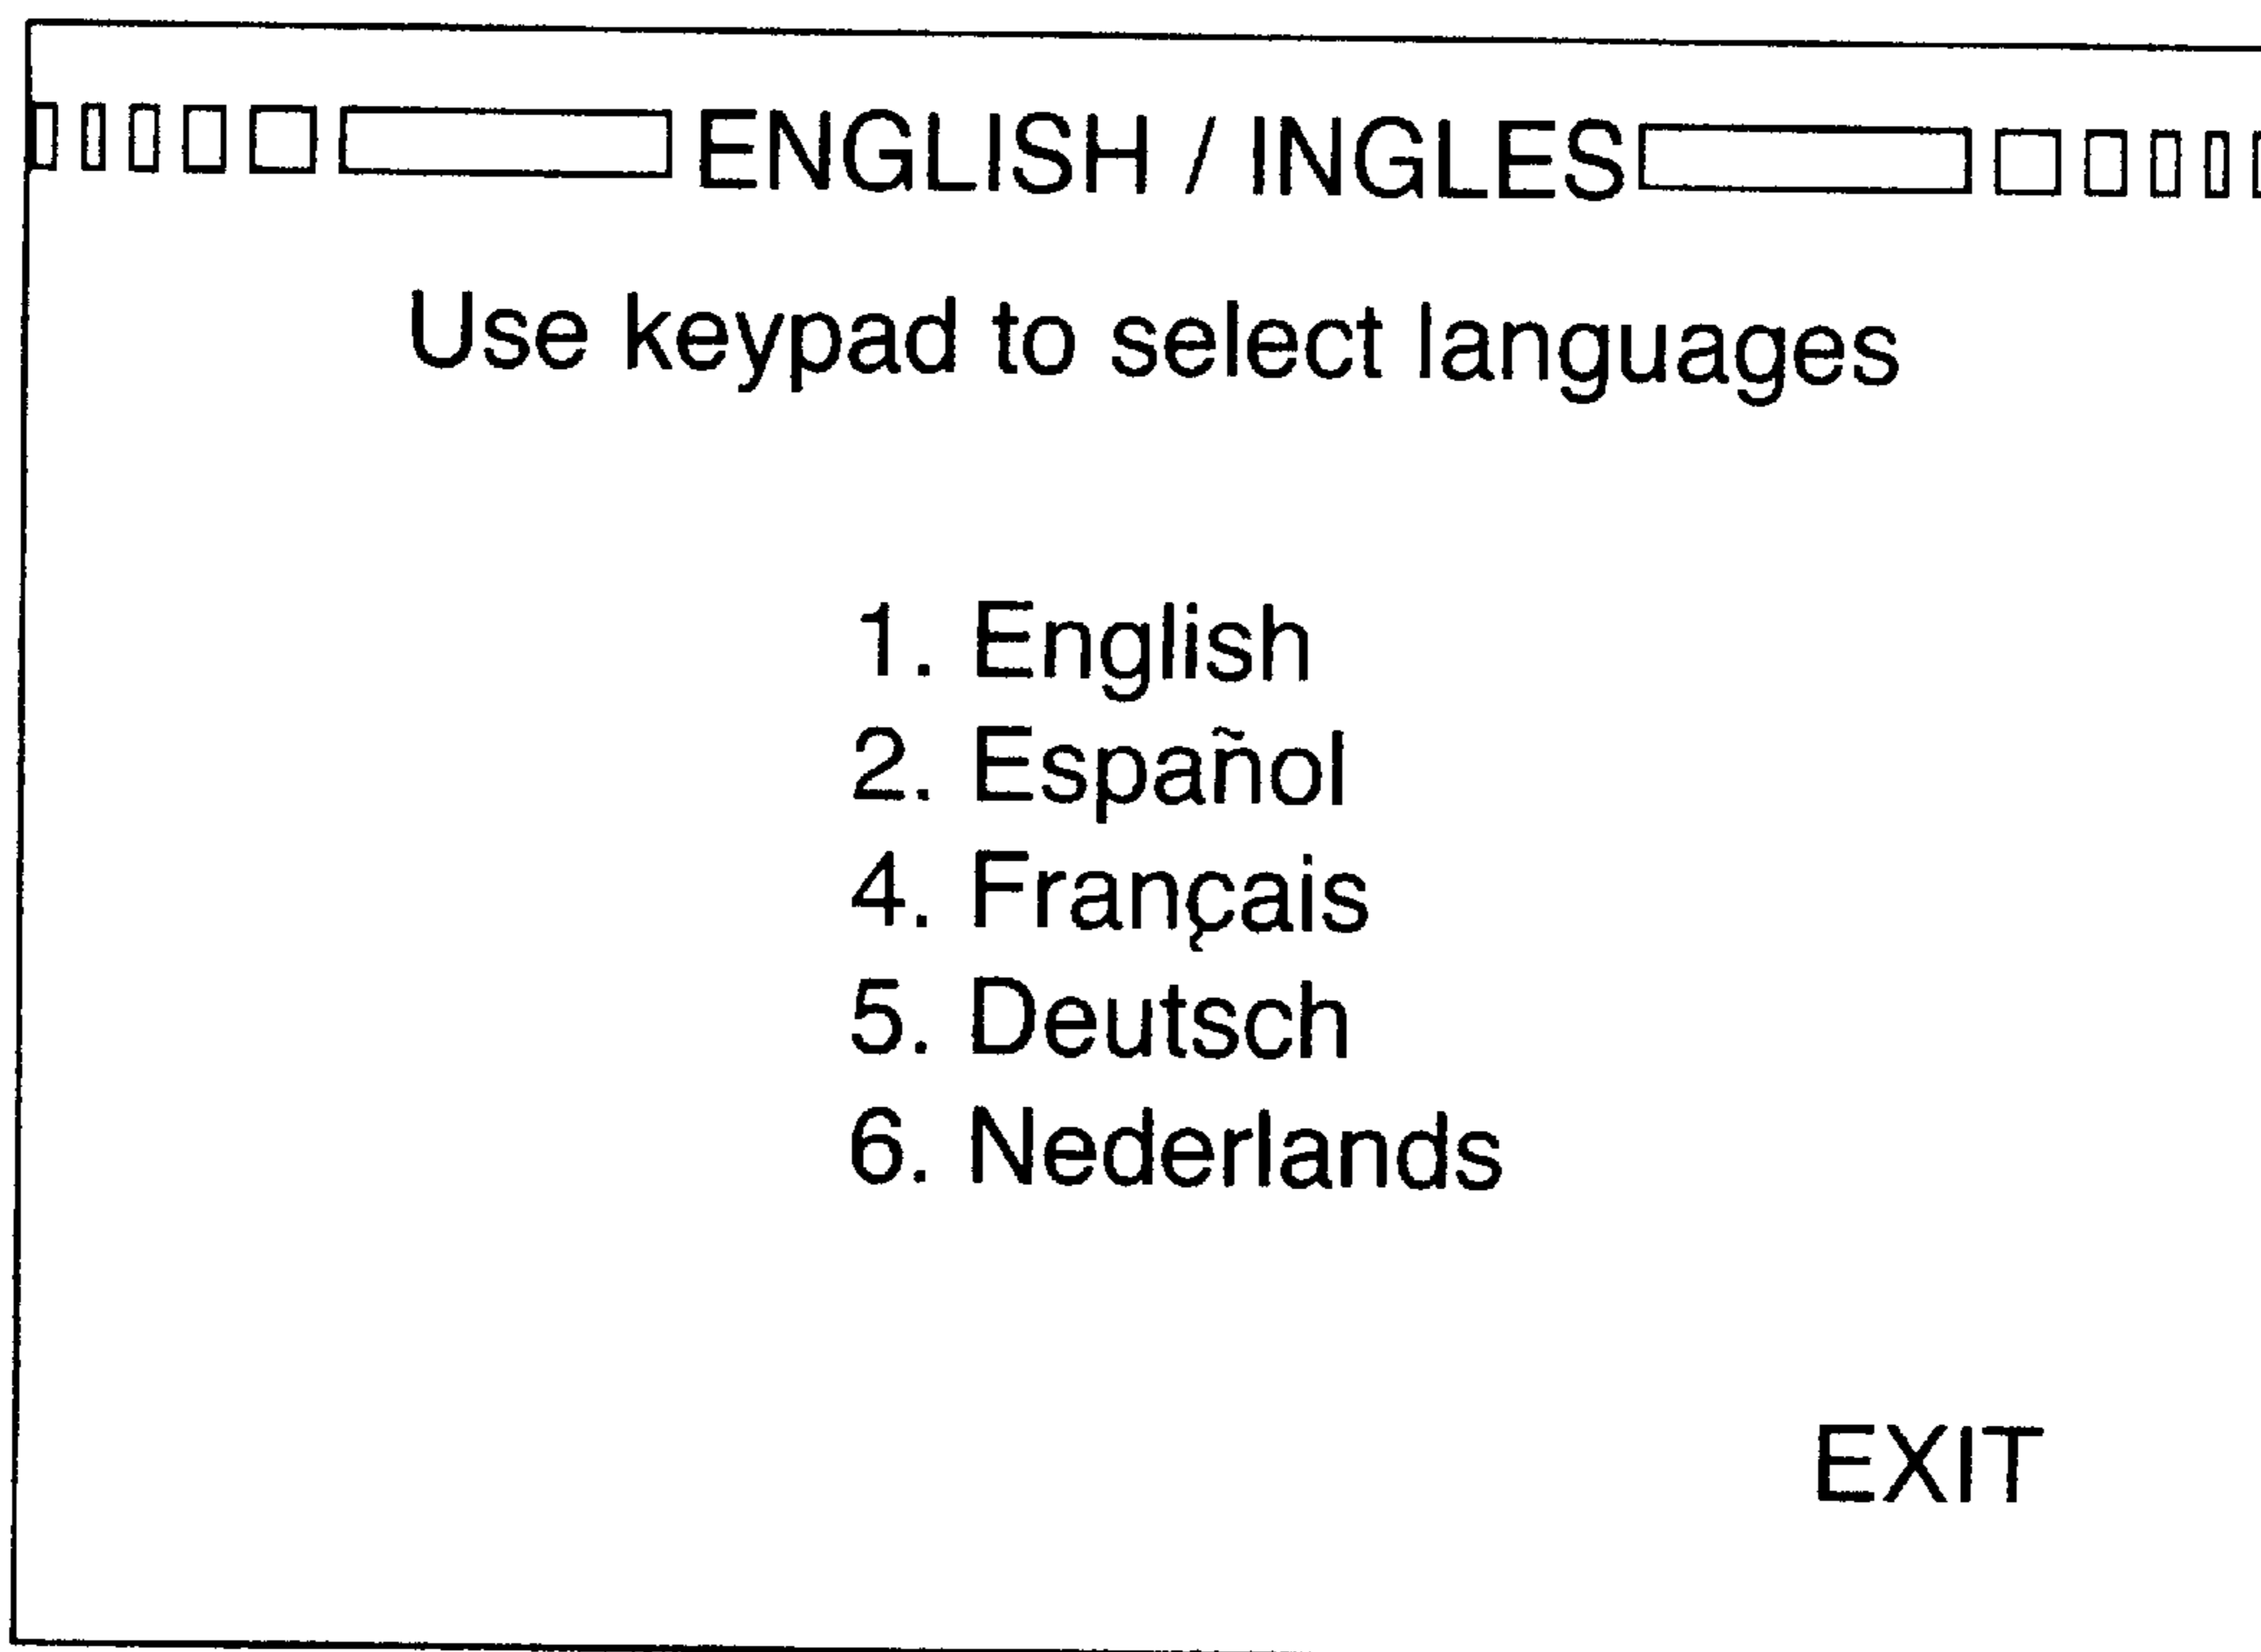 ENGLISH / INGLES
Use keypad to select languages
1. English
2. Español
4. Français
5. Deutsch
6. Nederlands
EXIT